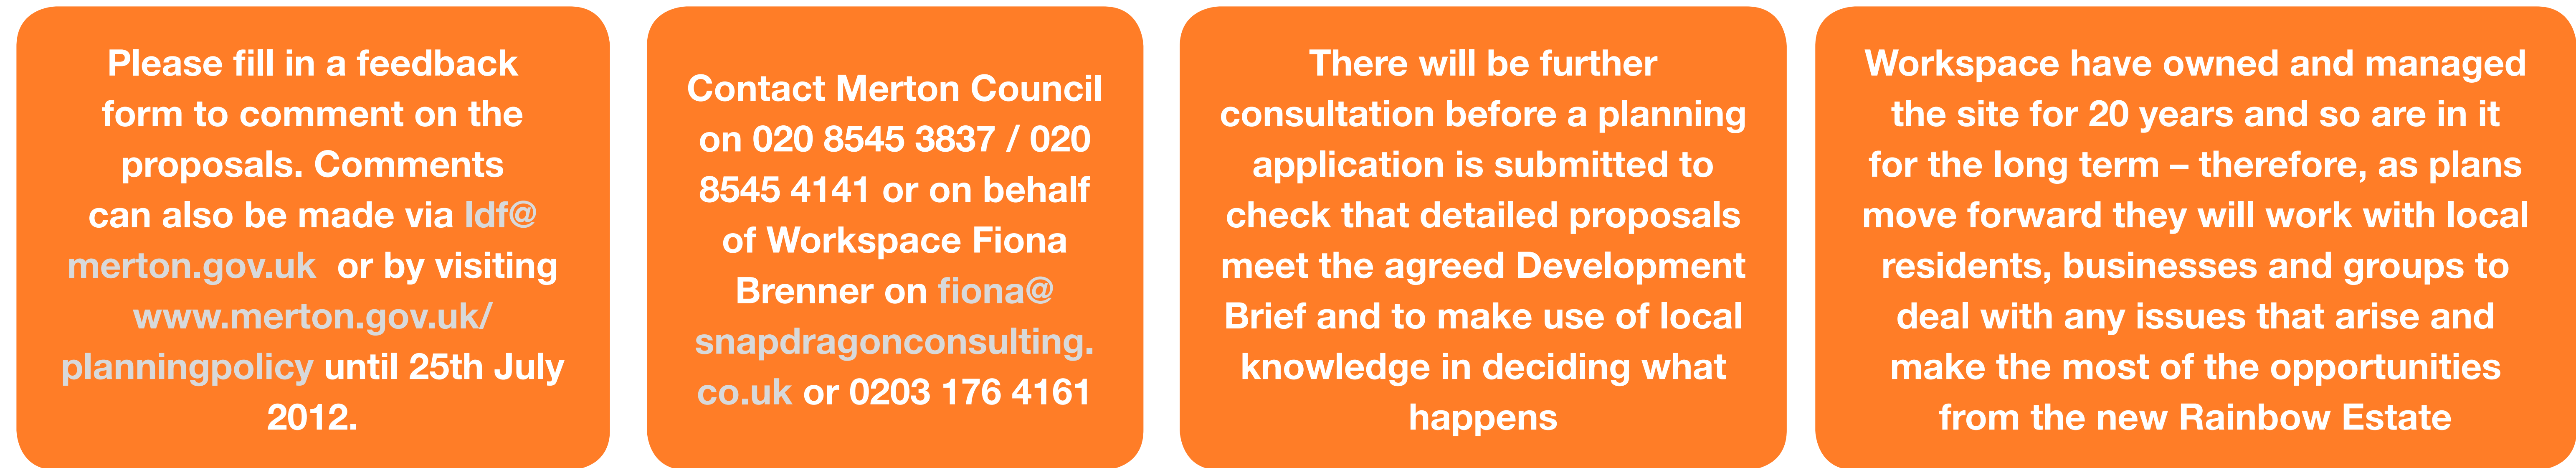 Please fill in a feedback
form to comment on the
proposals. Comments
can also be made via ldf@
merton.gov.uk  or by visiting
www.merton.gov.uk/
planningpolicy until 25th July
2012.
Contact Merton Council
on 020 8545 3837 / 020
8545 4141 or on behalf
of Workspace Fiona
Brenner on fiona@
snapdragonconsulting.
co.uk or 0203 176 4161
There will be further
consultation before a planning
application is submitted to
check that detailed proposals
meet the agreed Development
Brief and to make use of local
knowledge in deciding what
happens
Workspace have owned and managed
the site for 20 years and so are in it
for the long term – therefore, as plans
move forward they will work with local
residents, businesses and groups to
deal with any issues that arise and
make the most of the opportunities
from the new Rainbow Estate